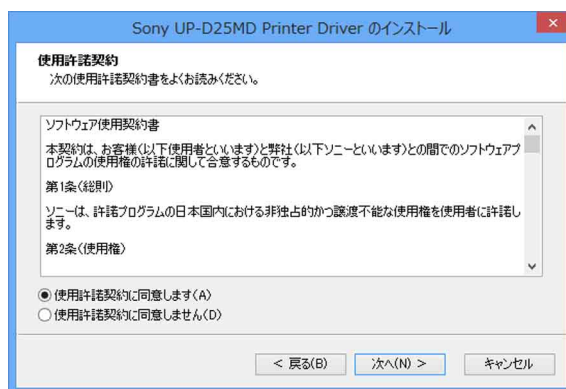 Sony UP-D25MD Printer Driver のインストール
使用許諾契約
次の使用許諾契約書をよくお読みください。
ソフトウェア使用契約書
本契約は、お客様(以下使用者といいます)と弊社(以下ソニーといいます)との間でのソフトウェアプ
ログラムの使用権の許諾に関して合意するものです。
第1条(総則)
ソニーは、許諾プログラムの日本国内における非独占的かつ譲渡不能な使用権を使用者に許諾し
ます。
第2条(使用権)
使用許諾契約に同意します(A)
使用許諾契約に同意しません(D)
< 戻る(B) 次へ(N) > キャンセル